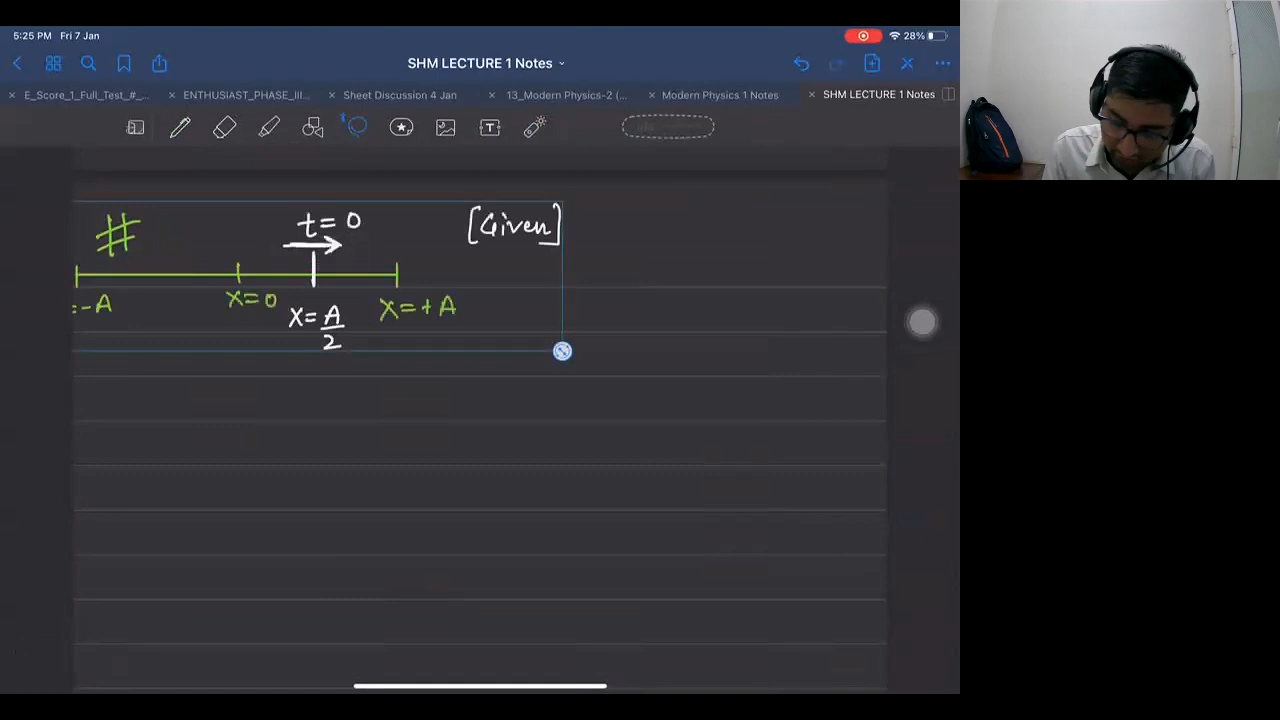 5:25 PM Fri 7 Jan
28%
SHM LECTURE 1 Notes
E_Score_1_Full_Test_#_...
ENTHUSIAST_PHASE_III...
Sheet Discussion 4 Jan
13_Modern Physics-2 (...
Modern Physics 1 Notes
SHM LECTURE 1 Notes
# t = 0 [Given]
= -A x = 0 x = A/2 x = + A